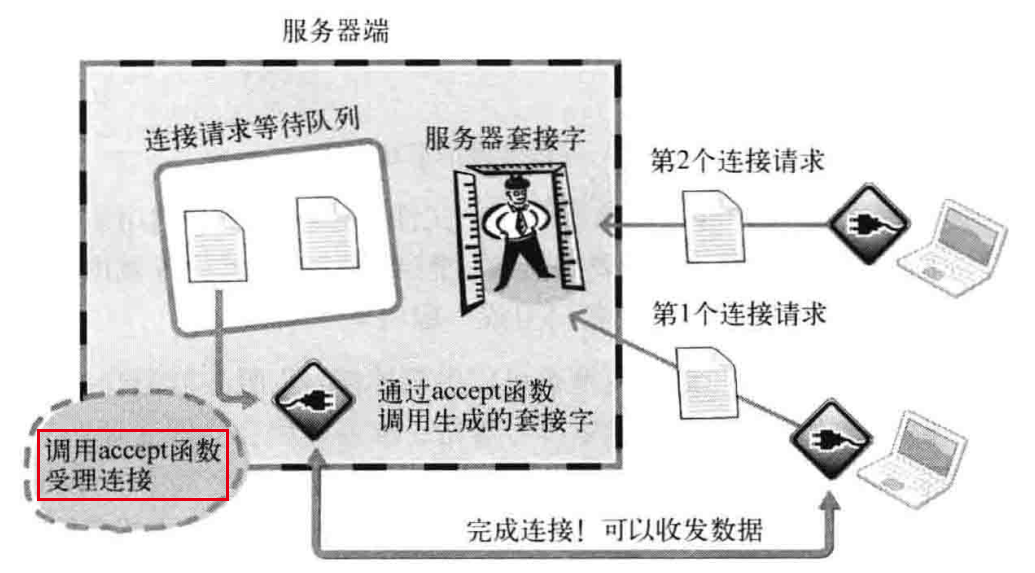 服务器端
连接请求等待队列
服务器套接字
第2个连接请求
第1个连接请求
通过accept函数
调用生成的套接字
调用accept函数
受理连接
完成连接！可以收发数据